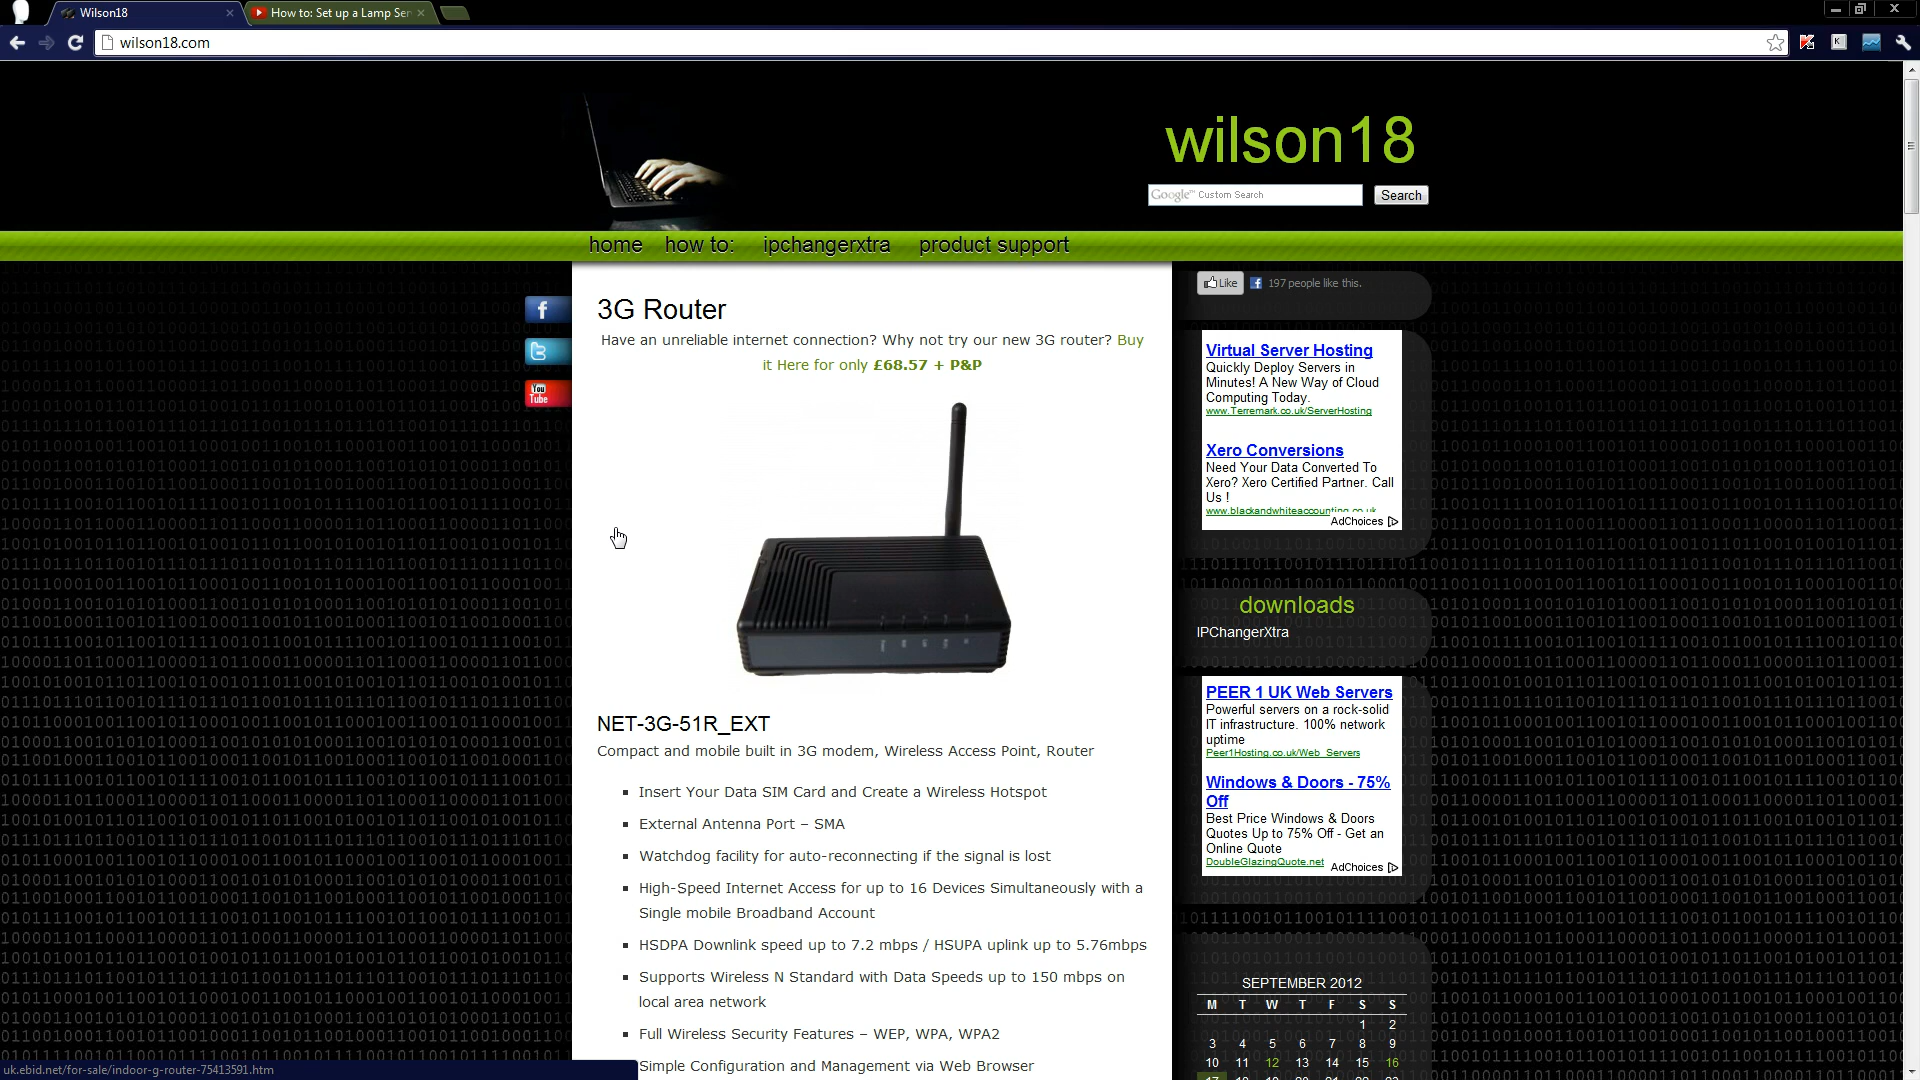 Wilson18
How to: Set up a Lamp Ser
wilson18.com
wilson18
Google™ Custom Search
Search
home
how to:
ipchangerxtra
product support
3G Router
Have an unreliable internet connection? Why not try our new 3G router? Buy
it Here for only £68.57 + P&P
NET-3G-51R_EXT
Compact and mobile built in 3G modem, Wireless Access Point, Router
Insert Your Data SIM Card and Create a Wireless Hotspot
External Antenna Port – SMA
Watchdog facility for auto-reconnecting if the signal is lost
High-Speed Internet Access for up to 16 Devices Simultaneously with a
Single mobile Broadband Account
HSDPA Downlink speed up to 7.2 mbps / HSUPA uplink up to 5.76mbps
Supports Wireless N Standard with Data Speeds up to 150 mbps on
local area network
Full Wireless Security Features – WEP, WPA, WPA2
Simple Configuration and Management via Web Browser
You
Tube
Like
197 people like this.
Virtual Server Hosting
Quickly Deploy Servers in
Minutes! A New Way of Cloud
Computing Today.
www.Terremark.co.uk/ServerHosting
Xero Conversions
Need Your Data Converted To
Xero? Xero Certified Partner. Call
Us !
www.blackandwhiteaccounting.co.uk
AdChoices
downloads
IPChangerXtra
PEER 1 UK Web Servers
Powerful servers on a rock-solid
IT infrastructure. 100% network
uptime
Peer1Hosting.co.uk/Web_Servers
Windows & Doors - 75%
Off
Best Price Windows & Doors
Quotes Up to 75% Off - Get an
Online Quote
DoubleGlazingQuote.net
AdChoices
SEPTEMBER 2012
M T W T F S S
1 2
3 4 5 6 7 8 9
10 11 12 13 14 15 16
uk.ebid.net/for-sale/indoor-g-router-75413591.htm